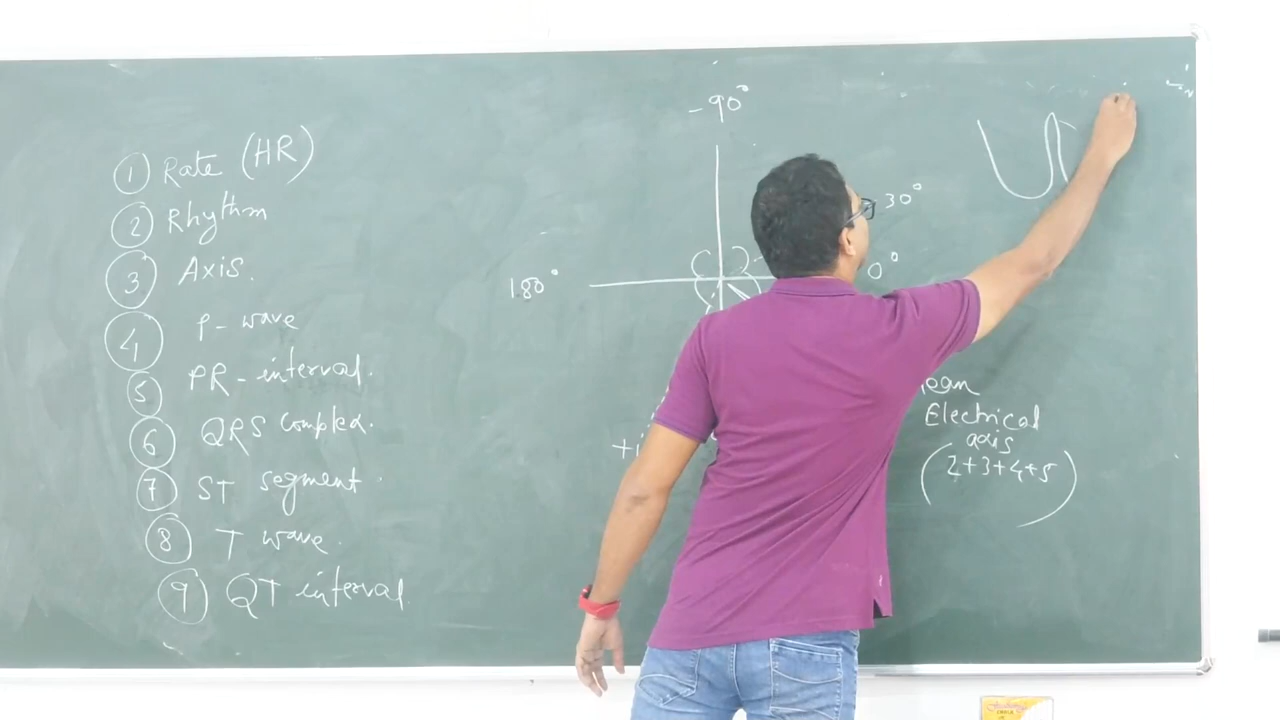 1 Rate (HR)
2 Rhythm
3 Axis.
4 P-wave
5 PR-interval.
6 QRS complex.
7 ST segment.
8 T wave.
9 QT interval.
-90°
30°
180°
0°
Electrical
axis
(2+3+4+5)